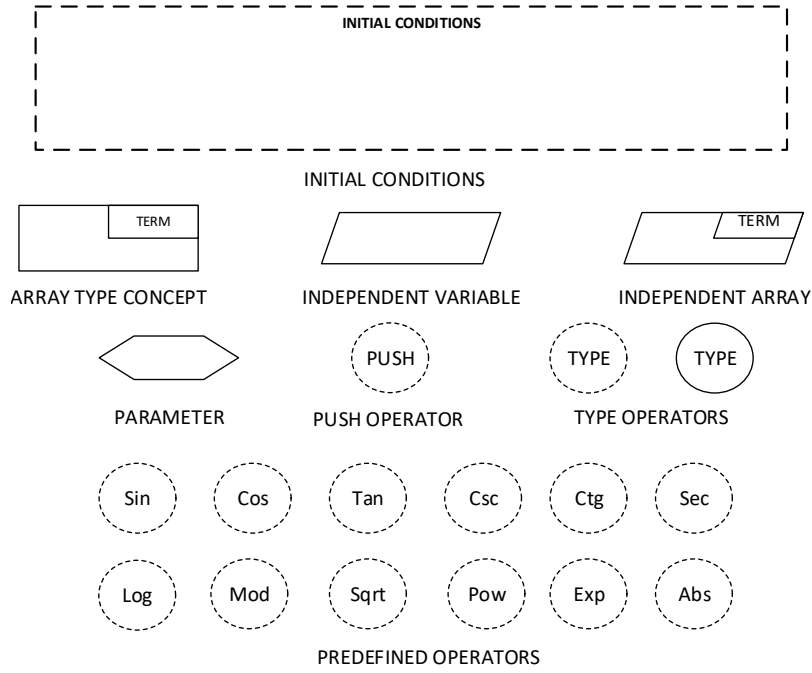 INITIAL CONDITIONS
INITIAL CONDITIONS
TERM
TERM
ARRAY TYPE CONCEPT
INDEPENDENT VARIABLE
INDEPENDENT ARRAY
PUSH
TYPE
TYPE
PARAMETER
PUSH OPERATOR
TYPE OPERATORS
Sin
Cos
Tan
Csc
Ctg
Sec
Log
Mod
Sqrt
Pow
Exp
Abs
PREDEFINED OPERATORS